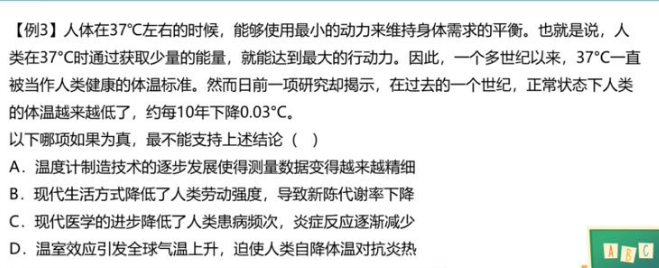 【例3】人体在37℃左右的时候，能够使用最小的动力来维持身体需求的平衡。也就是说，人
类在37°C时通过获取少量的能量，就能达到最大的行动力。因此，一个多世纪以来，37°C一直
被当作人类健康的体温标准。然而日前一项研究却揭示，在过去的一个世纪，正常状态下人类
的体温越来越低了，约每10年下降0.03°C。
以下哪项如果为真，最不能支持上述结论（　）
A．温度计制造技术的逐步发展使得测量数据变得越来越精细
B．现代生活方式降低了人类劳动强度，导致新陈代谢率下降
C．现代医学的进步降低了人类患病频次，炎症反应逐渐减少
D．温室效应引发全球气温上升，迫使人类自降体温对抗炎热
A B C